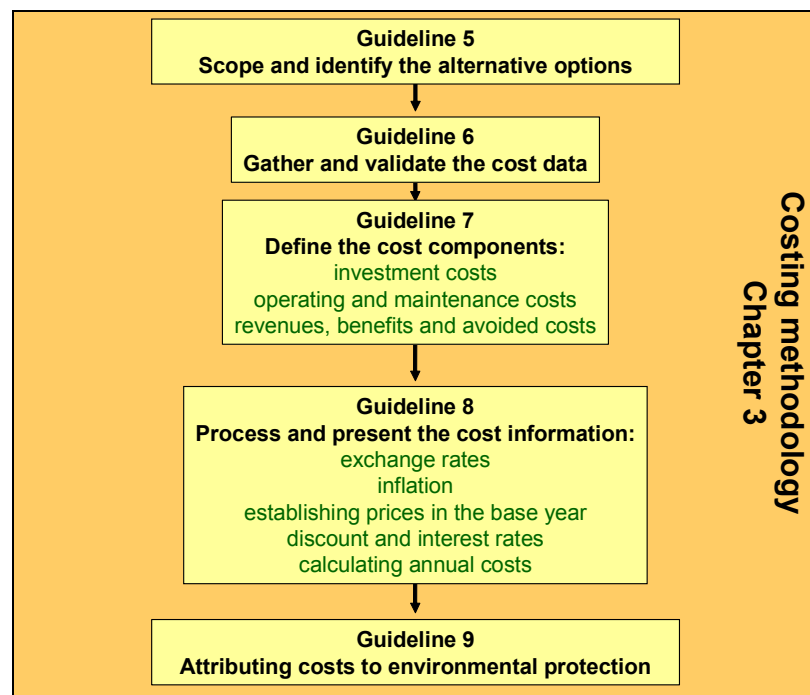 Guideline 5
Scope and identify the alternative options
Guideline 6
Gather and validate the cost data
Guideline 7
Define the cost components:
investment costs
operating and maintenance costs
revenues, benefits and avoided costs
Guideline 8
Process and present the cost information:
exchange rates
inflation
establishing prices in the base year
discount and interest rates
calculating annual costs
Guideline 9
Attributing costs to environmental protection
Costing methodology
Chapter 3